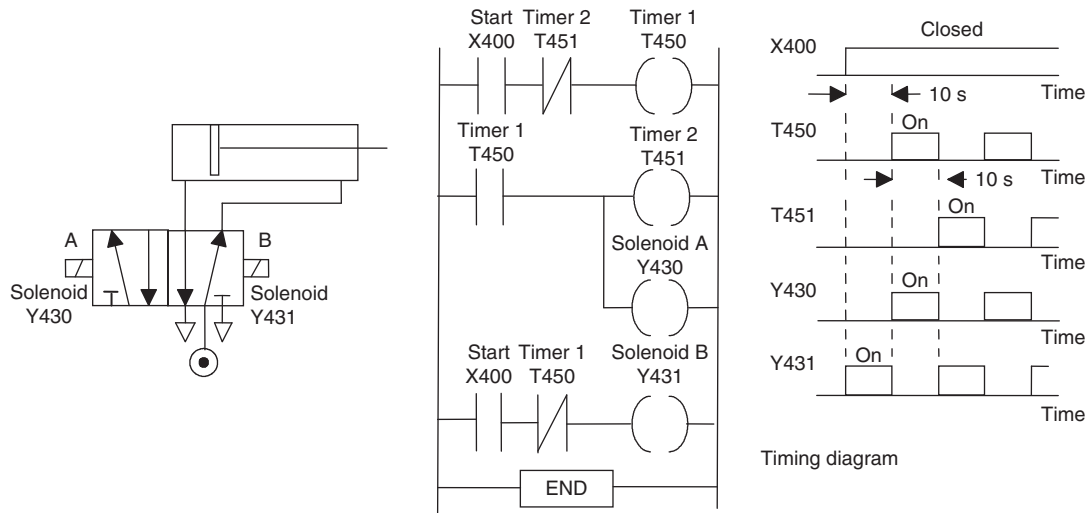 A
B
Solenoid
Y430
Solenoid
Y431
Start
X400
Timer 2
T451
Timer 1
T450
Timer 1
T450
Timer 2
T451
Solenoid A
Y430
Start
X400
Timer 1
T450
Solenoid B
Y431
END
X400
Closed
Time
10 s
T450
On
Time
10 s
T451
On
Time
Y430
On
Time
Y431
On
Time
Timing diagram